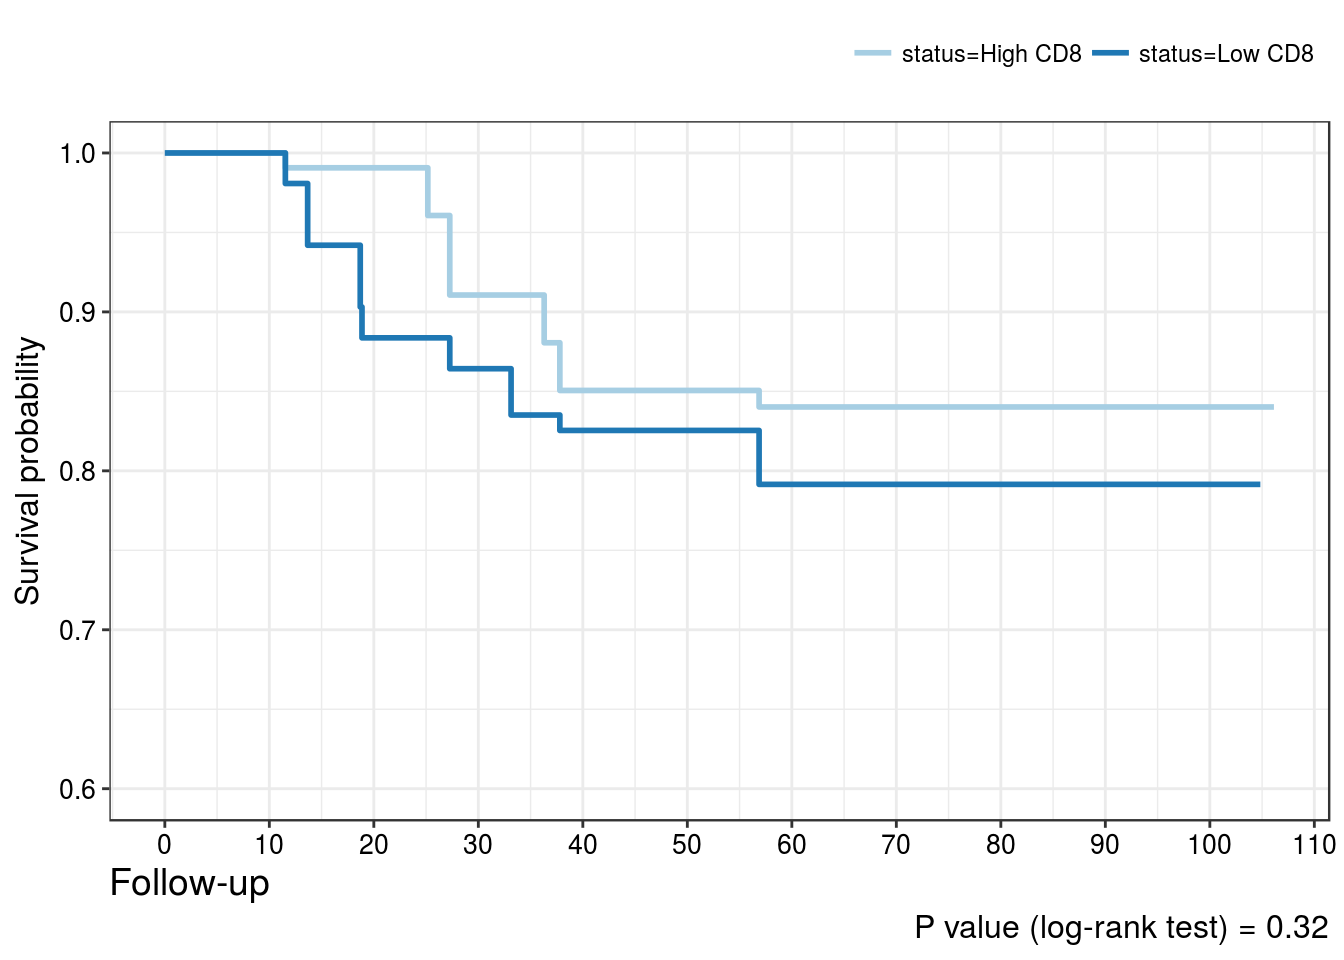 status=High CD8 status=Low CD8
1.0
0.9
0.8
0.7
0.6
Survival probability
0 10 20 30 40 50 60 70 80 90 100 110
Follow-up
P value (log-rank test) = 0.32